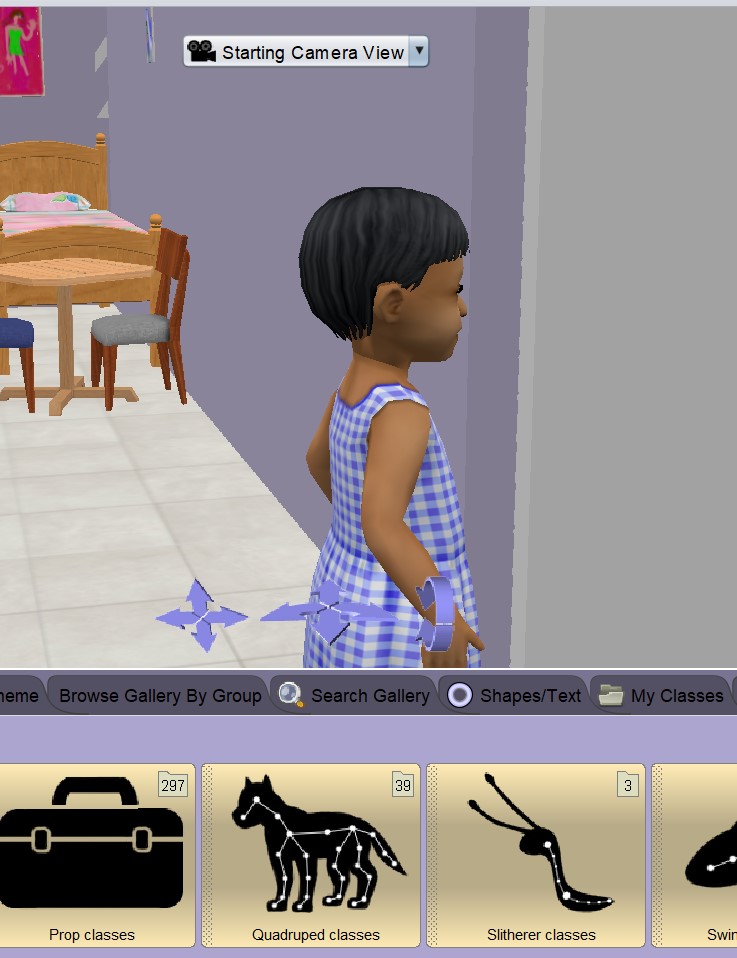 Starting Camera View
heme
Browse Gallery By Group
Search Gallery
Shapes/Text
My Classes
297
39
3
Prop classes
Quadruped classes
Slitherer classes
Swin